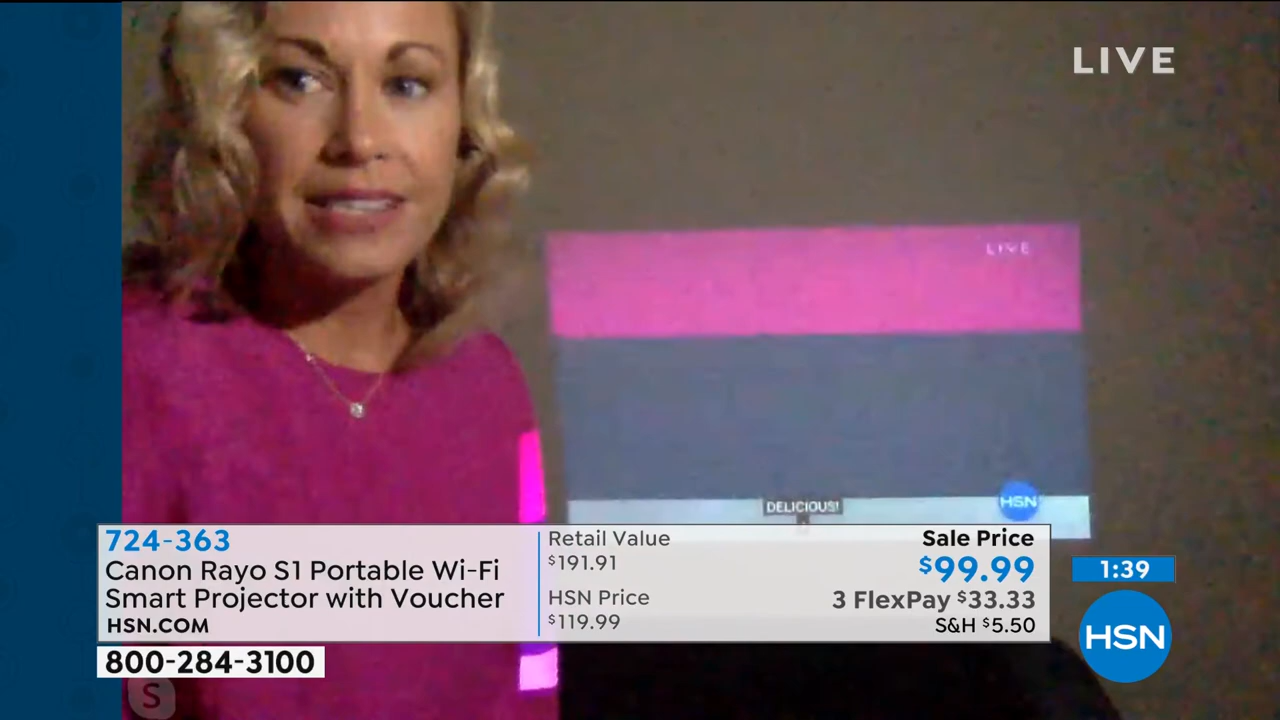 LIVE
LIVE
HSN
DELICIOUS!
724-363
Canon Rayo S1 Portable Wi-Fi
Smart Projector with Voucher
HSN.COM
Retail Value
$191.91
HSN Price
$119.99
Sale Price
$99.99
3 FlexPay $33.33
S&H $5.50
1:39
HSN
800-284-3100
S